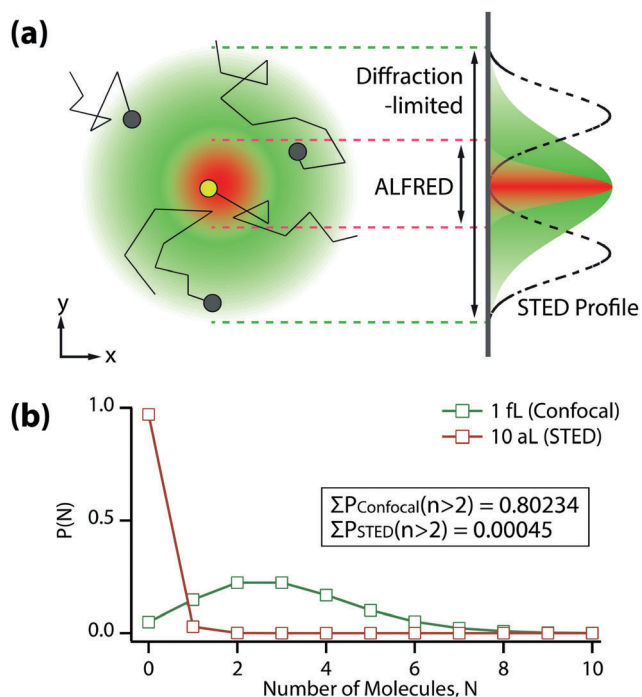 (a)
Diffraction
-limited
ALFRED
STED Profile
y
x
(b)
1 fL (Confocal)
10 aL (STED)
ΣPConfocal(n>2) = 0.80234
ΣPSTED(n>2) = 0.00045
P(N)
1.0
0.5
0.0
0 2 4 6 8 10
Number of Molecules, N